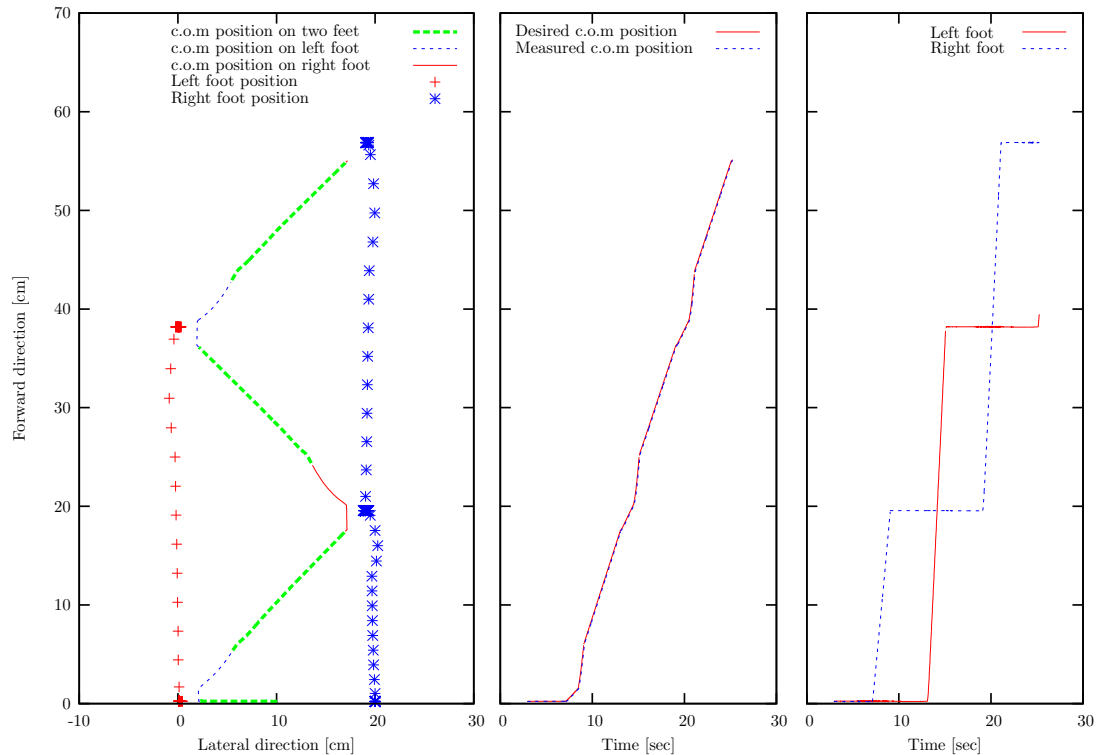 70
60
50
40
30
20
10
0
Forward direction [cm]
c.o.m position on two feet
c.o.m position on left foot
c.o.m position on right foot
Left foot position
Right foot position
-10 0 10 20 30
Lateral direction [cm]
Desired c.o.m position
Measured c.o.m position
0 10 20 30
Time [sec]
Left foot
Right foot
0 10 20 30
Time [sec]